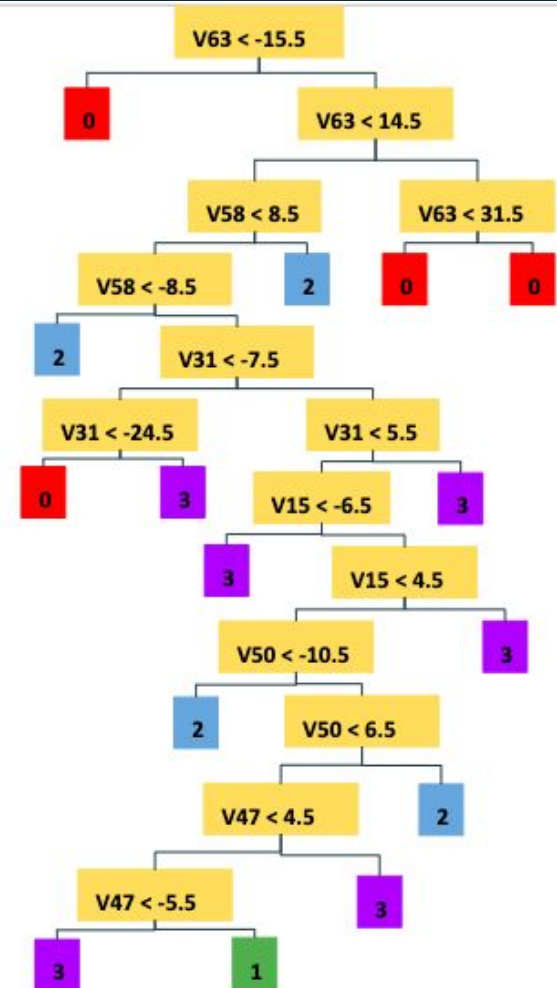 V63 < -15.5
0
V63 < 14.5
V58 < 8.5
V63 < 31.5
V58 < -8.5
2
0
0
2
V31 < -7.5
V31 < -24.5
V31 < 5.5
0
3
V15 < -6.5
3
3
V15 < 4.5
V50 < -10.5
3
2
V50 < 6.5
V47 < 4.5
2
V47 < -5.5
3
3
1